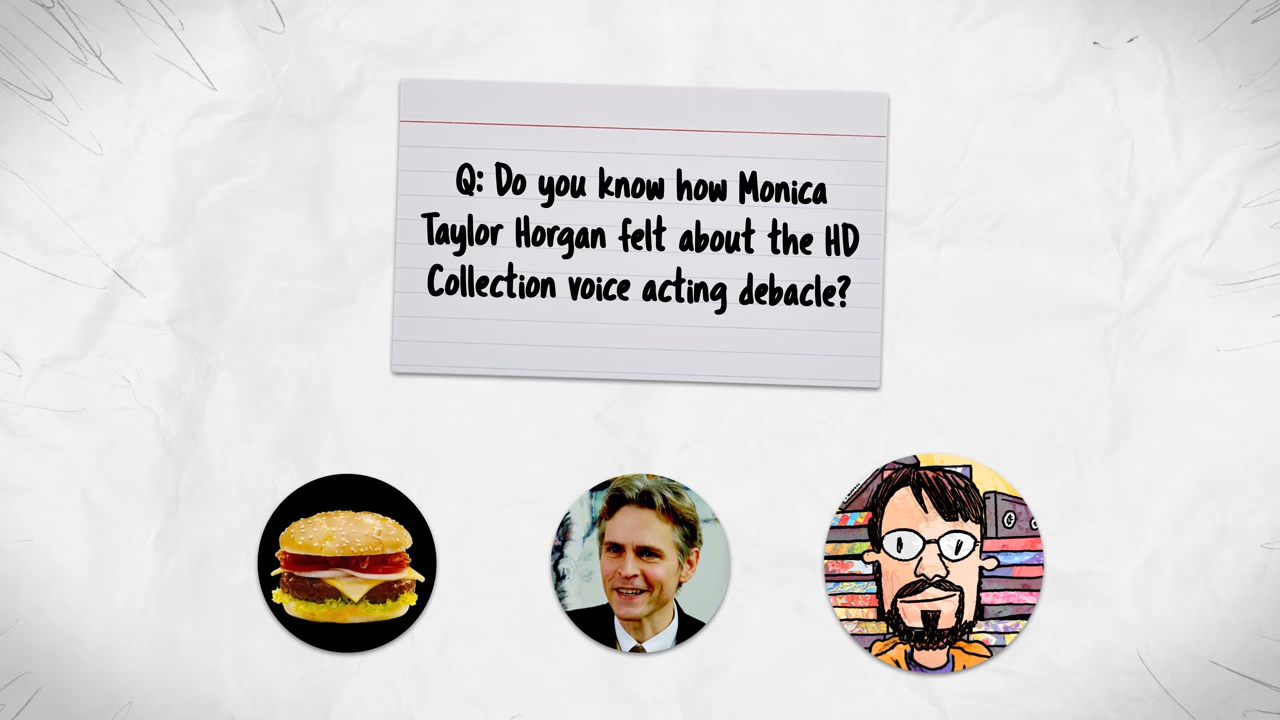 Q: Do you know how Monica
Taylor Horgan felt about the HD
Collection voice acting debacle?